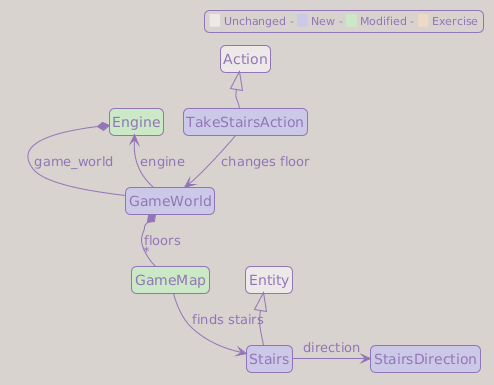 Unchanged - New - Modified - Exercise
Action
Engine
TakeStairsAction
game_world
engine
changes floor
GameWorld
floors
*
GameMap
Entity
finds stairs
direction
Stairs
StairsDirection